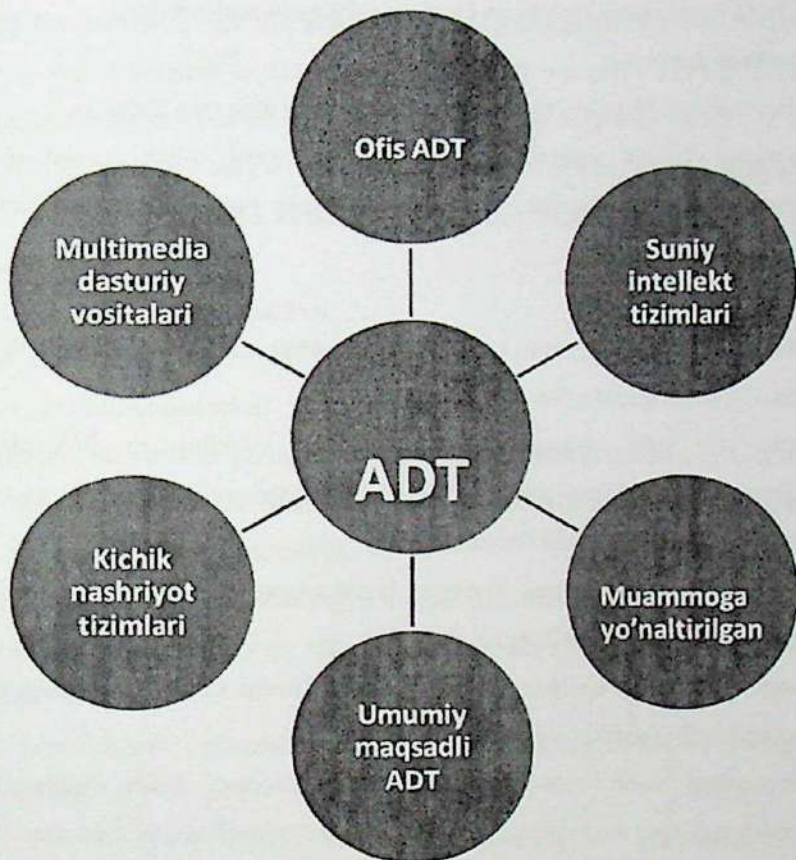 Ofis ADT
Multimedia
dasturiy
vositalari
Suniy
intellekt
tizimlari
ADT
Kichik
nashriyot
tizimlari
Muammoga
yo'naltirilgan
Umumiy
maqsadli
ADT